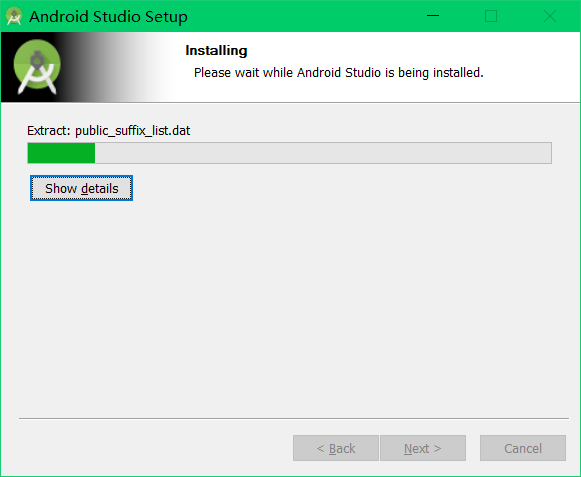 Android Studio Setup
Installing
Please wait while Android Studio is being installed.
Extract: public_suffix_list.dat
Show details
< Back
Next >
Cancel